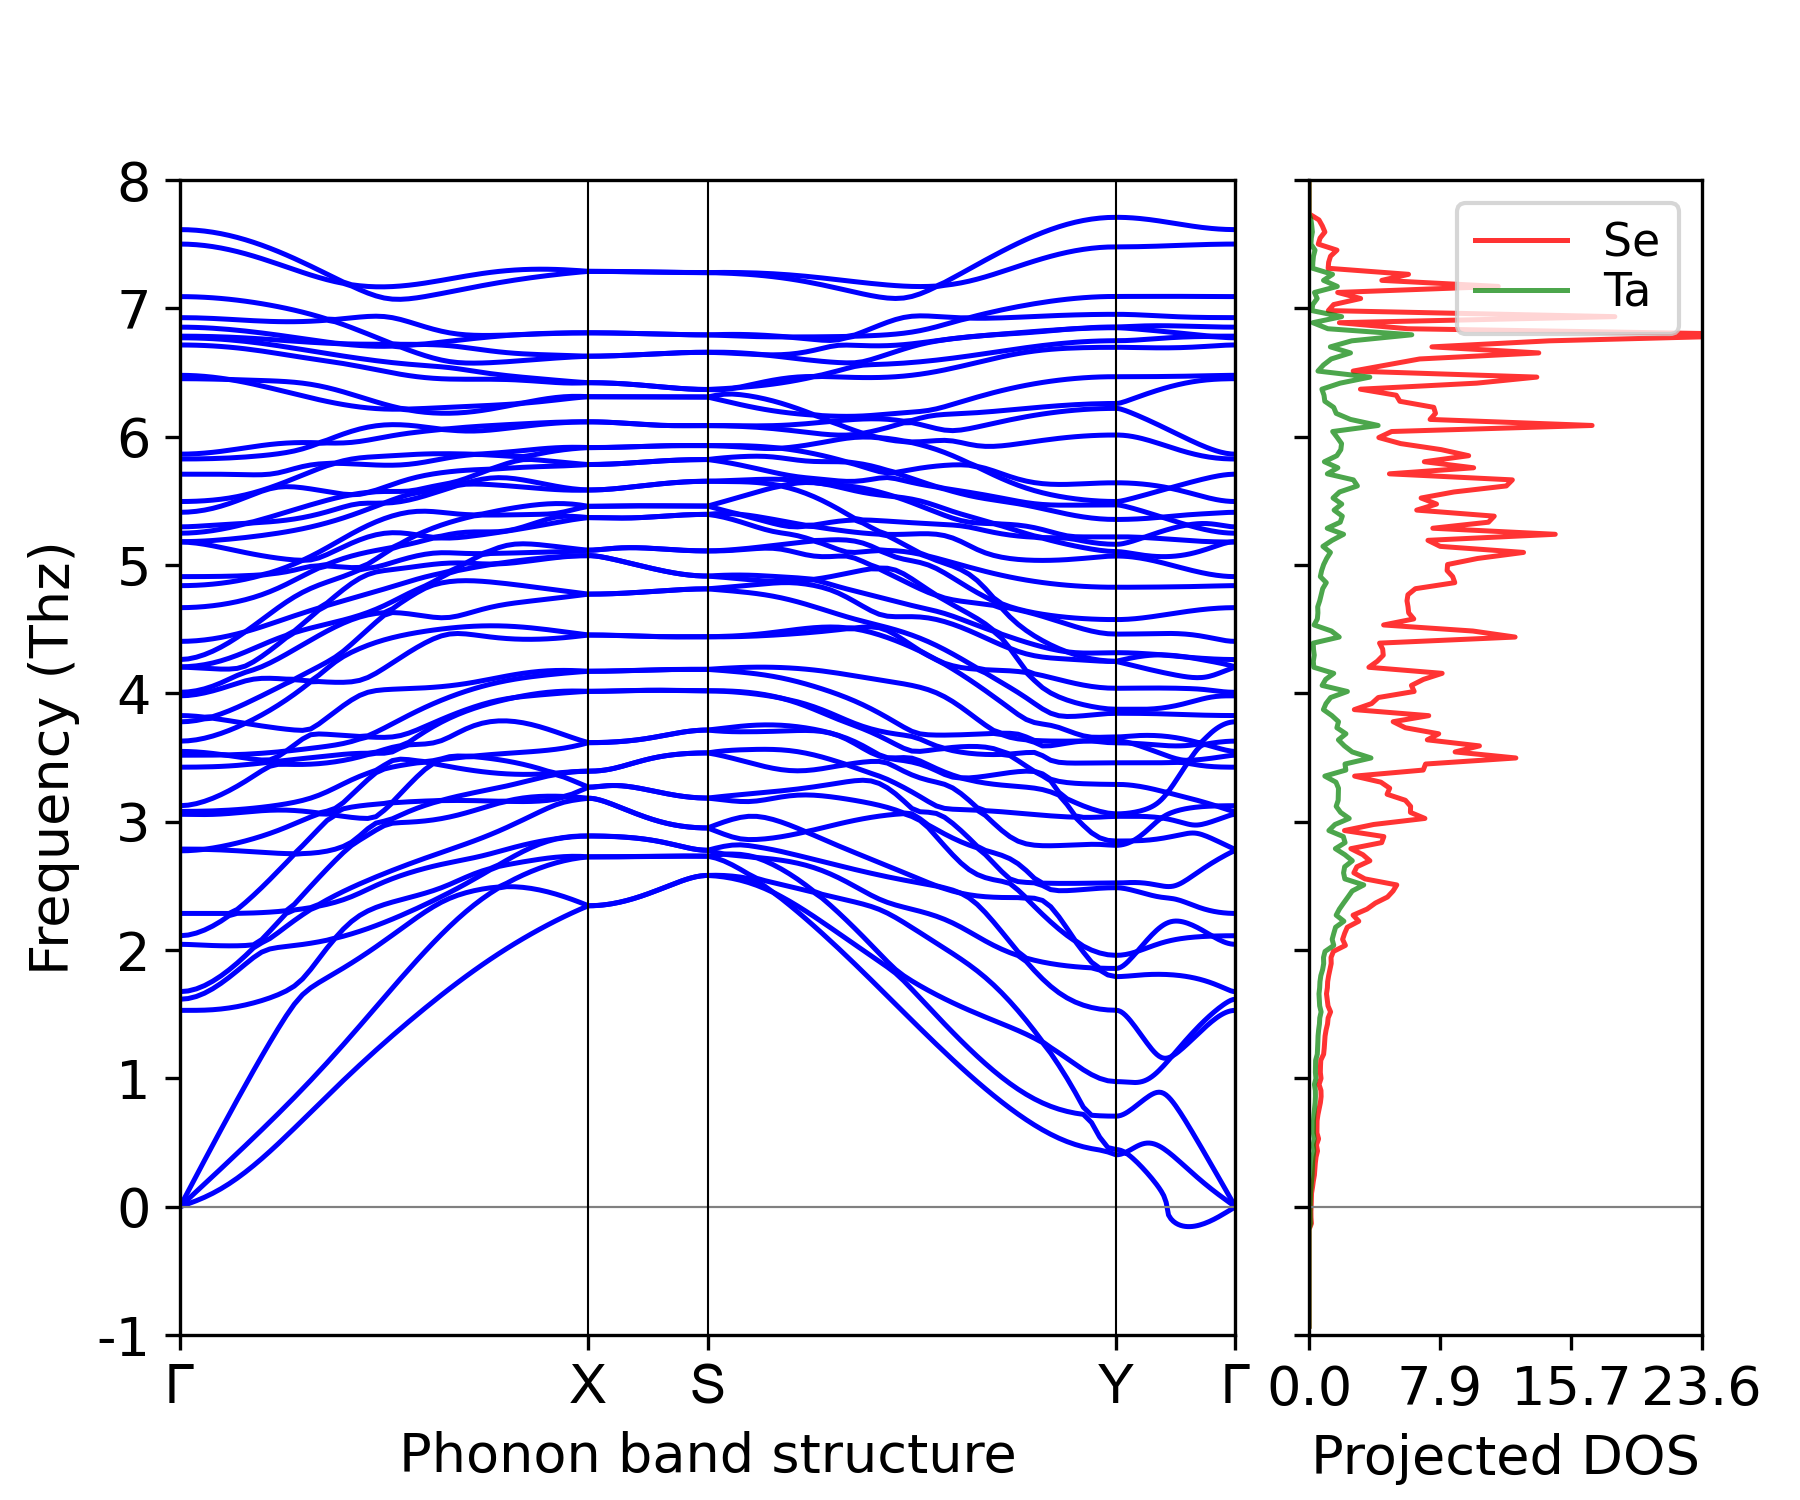 8
7
6
5
4
3
2
1
0
-1
Frequency (Thz)
Γ X S Y Γ
Phonon band structure
Se
Ta
0.0 7.9 15.7 23.6
Projected DOS